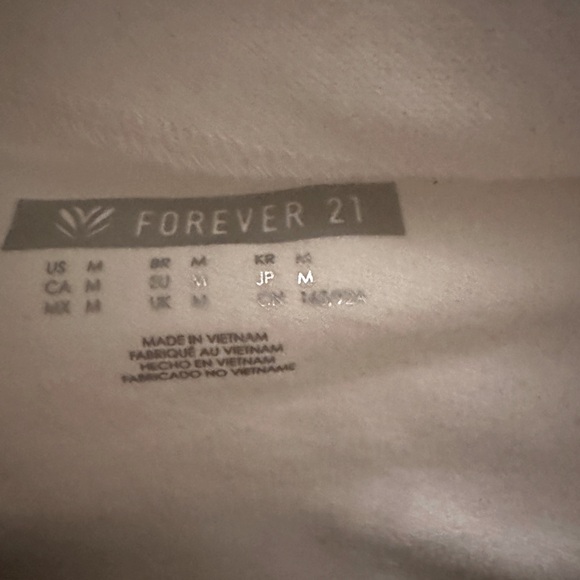 FOREVER 21
US M BR M KR M
CA M EU M JP M
MX M UK M CN
MADE IN VIETNAM
FABRIQUÉ AU VIETNAM
HECHO EN VIETNAM
FABRICADO NO VIETNAME